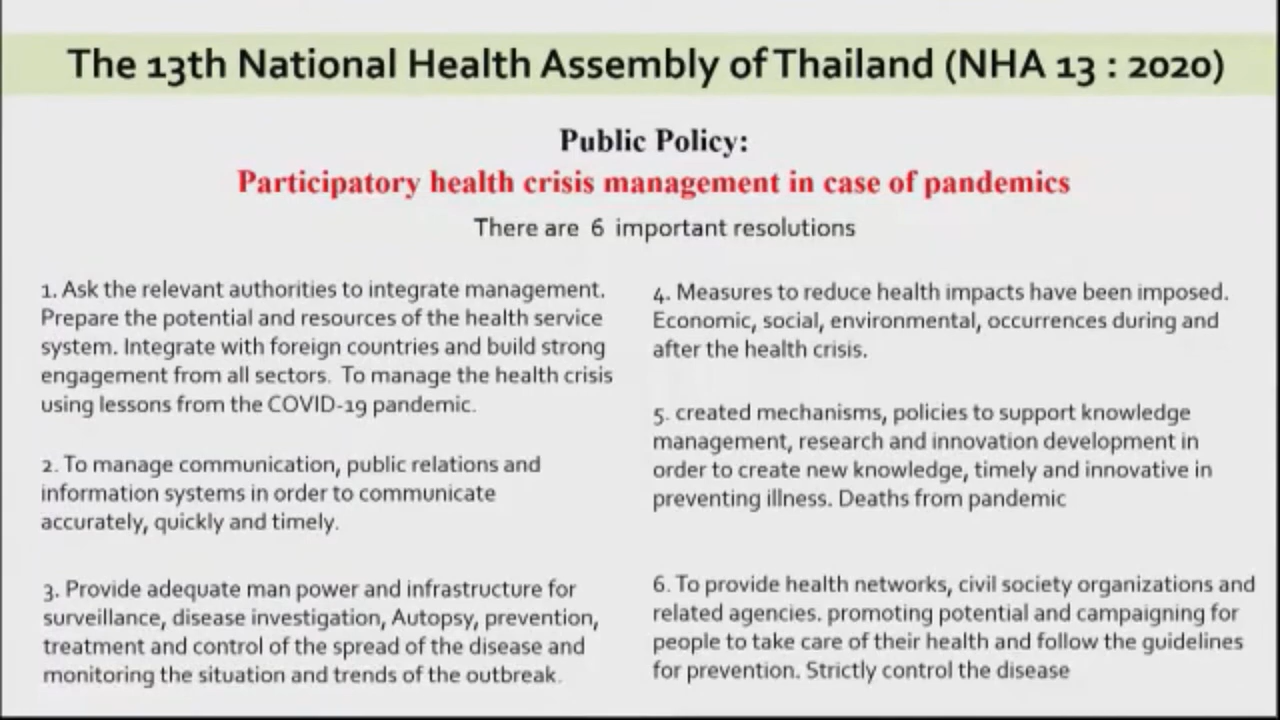 The 13th National Health Assembly of Thailand (NHA 13 : 2020)
Public Policy:
Participatory health crisis management in case of pandemics
There are 6 important resolutions
1. Ask the relevant authorities to integrate management.
Prepare the potential and resources of the health service
system. Integrate with foreign countries and build strong
engagement from all sectors. To manage the health crisis
using lessons from the COVID-19 pandemic.
2. To manage communication, public relations and
information systems in order to communicate
accurately, quickly and timely.
3. Provide adequate man power and infrastructure for
surveillance, disease investigation, Autopsy, prevention,
treatment and control of the spread of the disease and
monitoring the situation and trends of the outbreak.
4. Measures to reduce health impacts have been imposed.
Economic, social, environmental, occurrences during and
after the health crisis.
5. created mechanisms, policies to support knowledge
management, research and innovation development in
order to create new knowledge, timely and innovative in
preventing illness. Deaths from pandemic
6. To provide health networks, civil society organizations and
related agencies. promoting potential and campaigning for
people to take care of their health and follow the guidelines
for prevention. Strictly control the disease